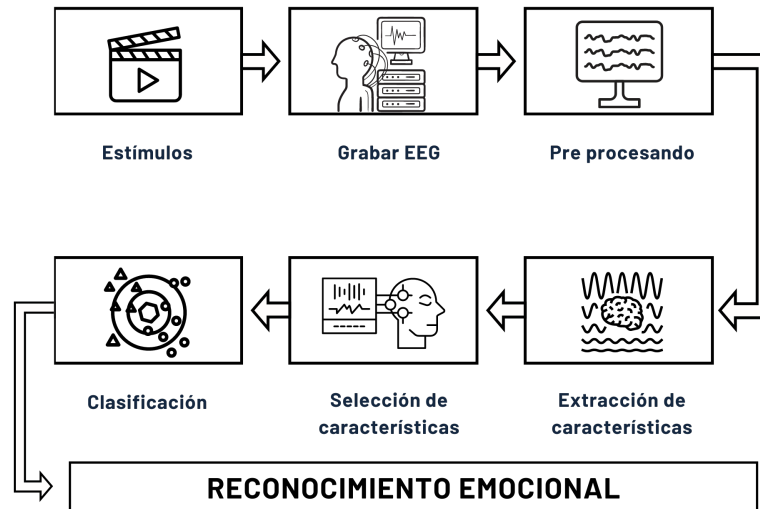 Estímulos
Grabar EEG
Pre procesando
Clasificación
Selección de
características
Extracción de
características
RECONOCIMIENTO EMOCIONAL